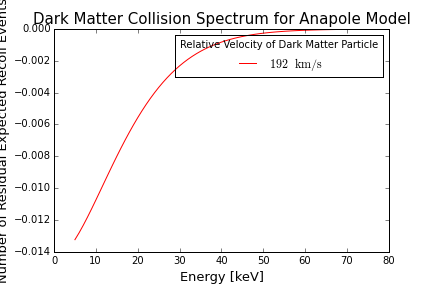 Dark Matter Collision Spectrum for Anapole Model
Number of Residual Expected Recoil Events
0.000
−0.002
−0.004
−0.006
−0.008
−0.010
−0.012
−0.014
Relative Velocity of Dark Matter Particle
192 km/s
0 10 20 30 40 50 60 70 80
Energy [keV]